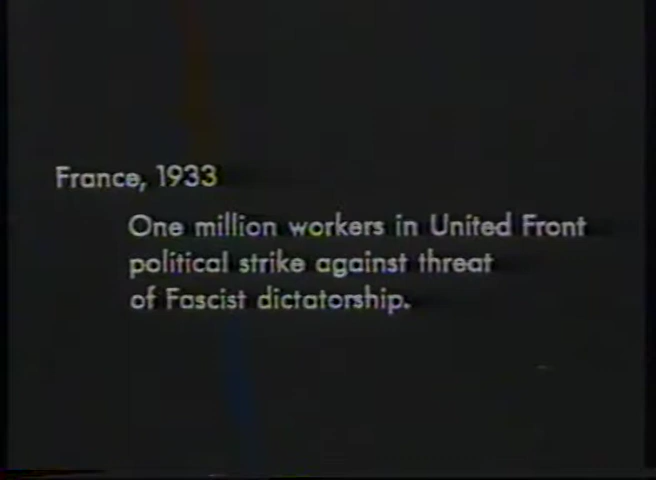 France, 1933
One million workers in United Front
political strike against threat
of Fascist dictatorship.